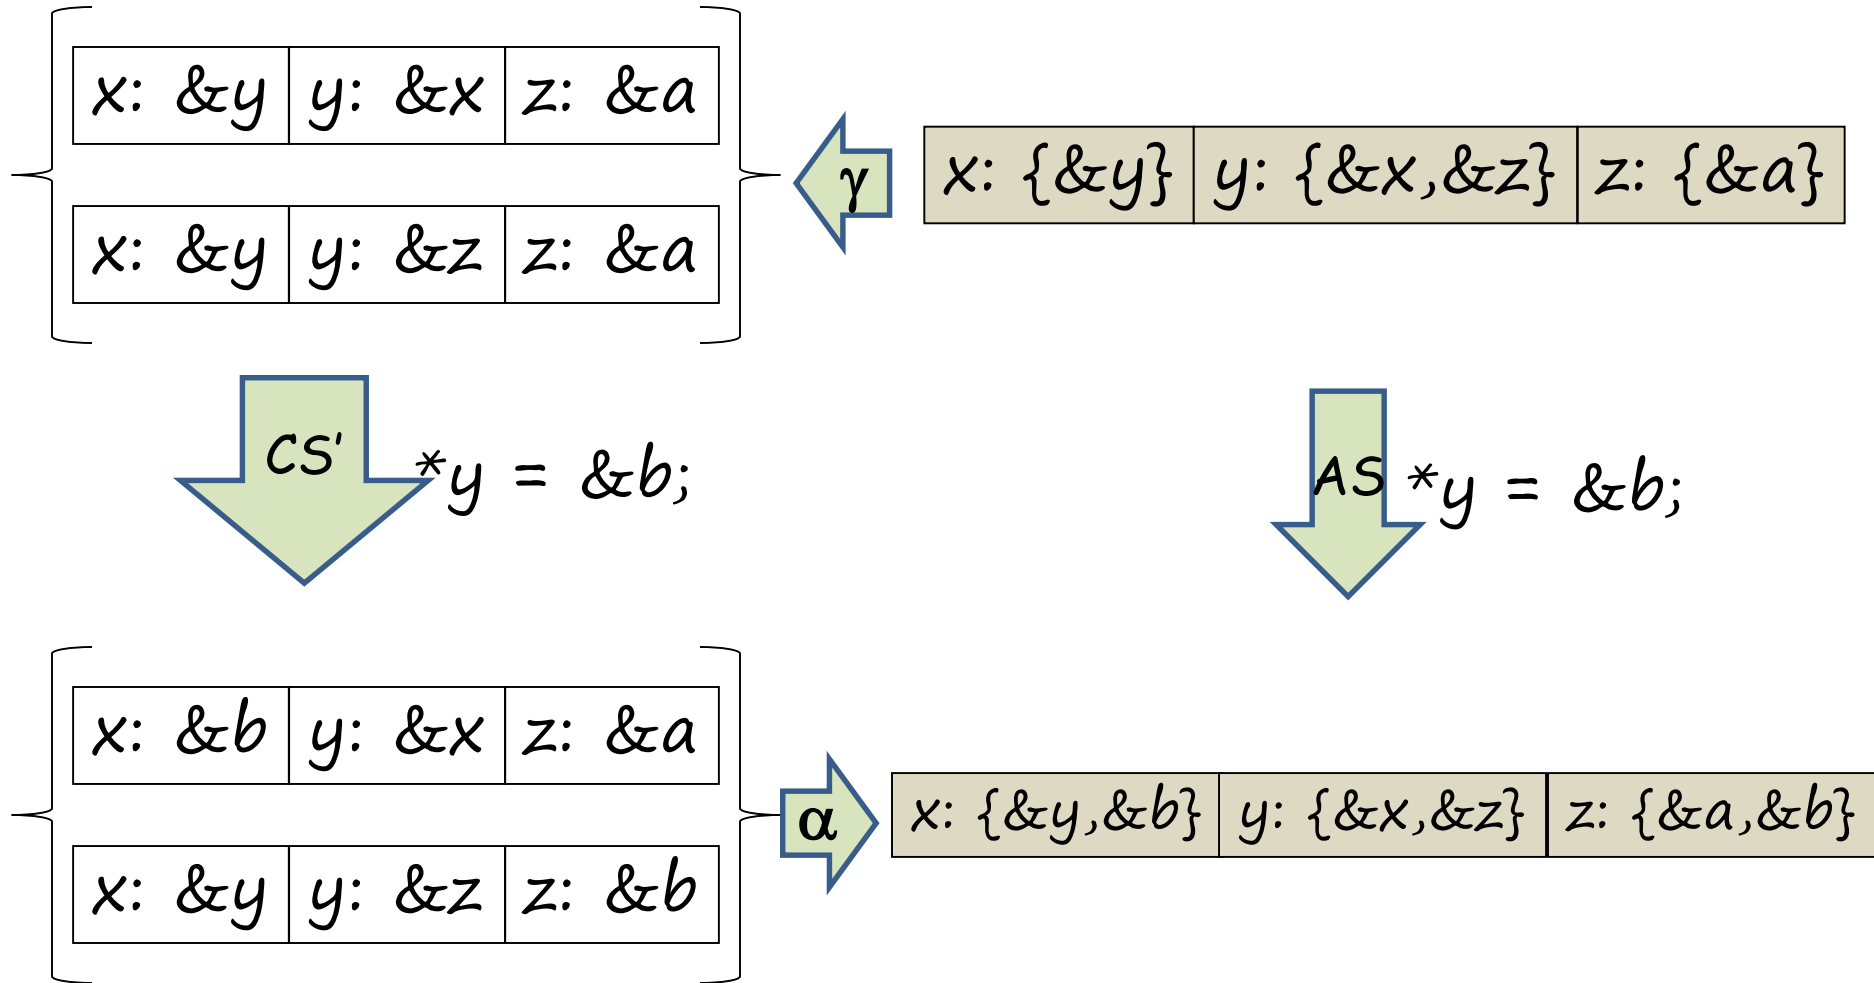 x: &y y: &x z: &a
x: &y y: &z z: &a
γ
x: {&y} y: {&x,&z} z: {&a}
CS' *y = &b;
AS *y = &b;
x: &b y: &x z: &a
x: &y y: &z z: &b
α
x: {&y,&b} y: {&x,&z} z: {&a,&b}